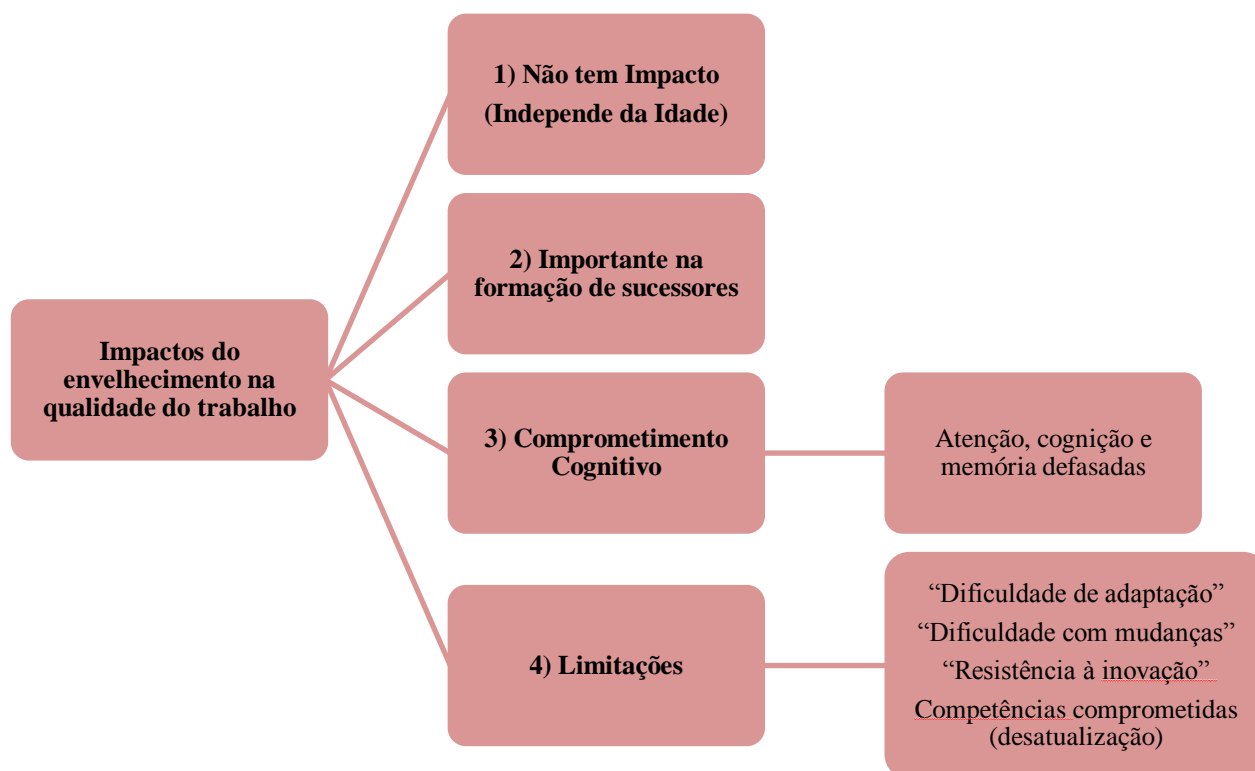 1) Não tem Impacto
(Independe da Idade)
2) Importante na
formação de sucessores
Impactos do
envelhecimento na
qualidade do trabalho
3) Comprometimento
Cognitivo
Atenção, cognição e
memória defasadas
4) Limitações
“Dificuldade de adaptação”
“Dificuldade com mudanças”
“Resistência à inovação”
Competências comprometidas
(desatualização)